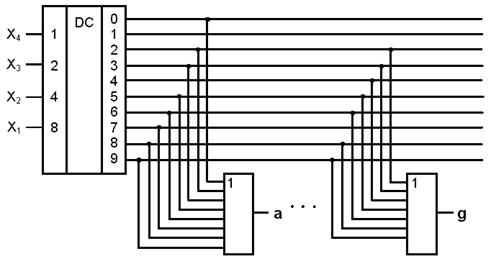 X₄ 1 DC 0
1
X₃ 2 2
3
4
X₂ 4 5
6
X₁ 8 7
8
9
1 1
a ... g